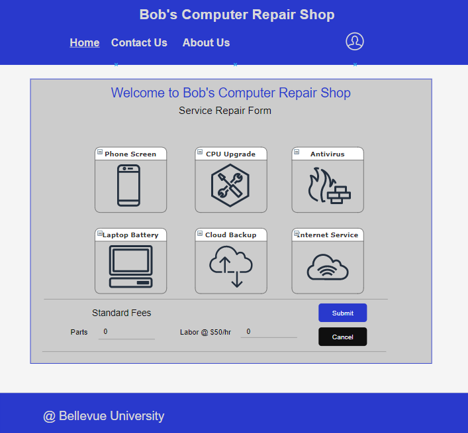 Bob's Computer Repair Shop
Home Contact Us About Us
Welcome to Bob's Computer Repair Shop
Service Repair Form
Phone Screen CPU Upgrade Antivirus
Laptop Battery Cloud Backup Internet Service
Standard Fees Submit
Parts 0 Labor @ $50/hr 0
Cancel
@ Bellevue University